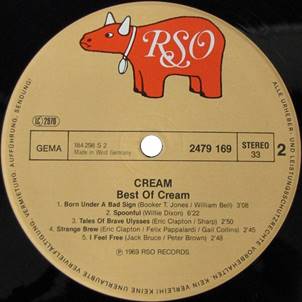 RSO
LC 2878
GEMA
184 298 S 2
Made in West Germany
2479 169
STEREO
33
2
CREAM
Best Of Cream
1. Born Under A Bad Sign (Booker T. Jones / William Bell) 3'08
2. Spoonful (Willie Dixon) 6'22
3. Tales Of Brave Ulysses (Eric Clapton / Sharp) 2'50
4. Strange Brew (Eric Clapton / Felix Pappalardi / Gail Collins) 2'45
5. I Feel Free (Jack Bruce / Peter Brown) 2'48
℗ 1969 RSO RECORDS
ALLE URHEBER- UND LEISTUNGSSCHUTZRECHTE VORBEHALTEN. KEIN VERLEIH! KEINE UNERLAUBTE VERVIELFÄLTIGUNG, VERMIETUNG, AUFFÜHRUNG, SENDUNG!